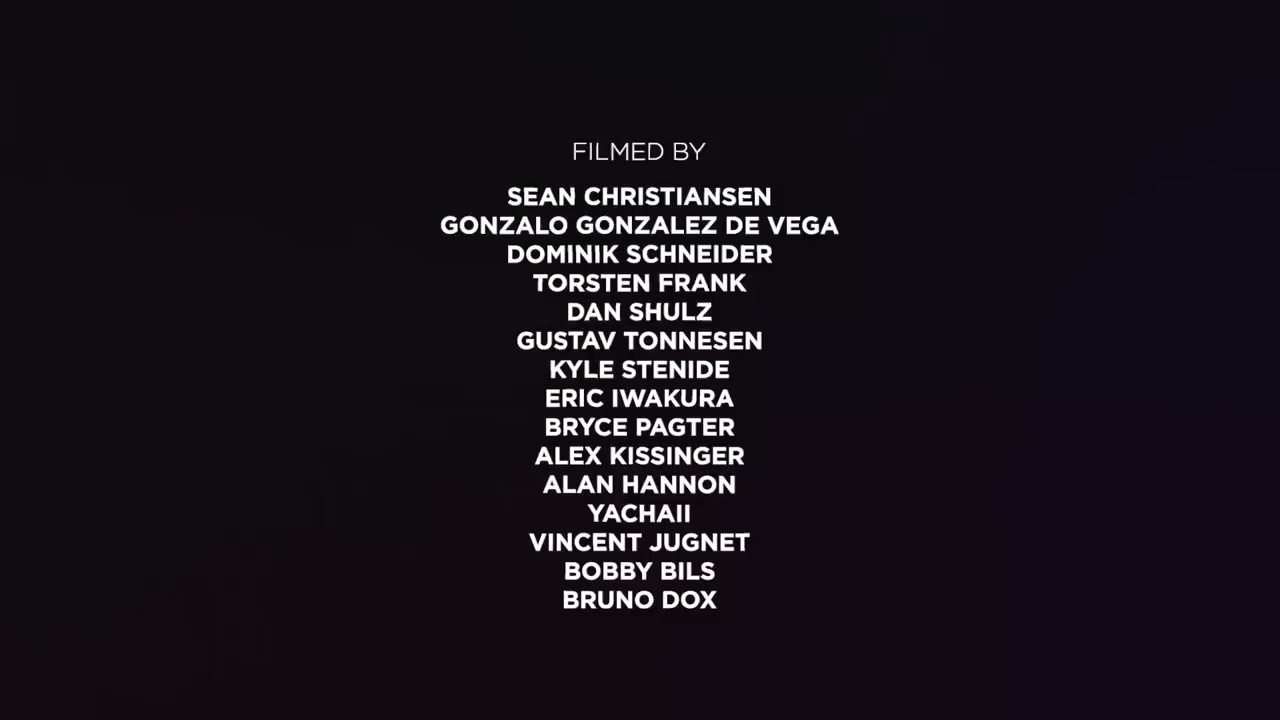 FILMED BY
SEAN CHRISTIANSEN
GONZALO GONZALEZ DE VEGA
DOMINIK SCHNEIDER
TORSTEN FRANK
DAN SHULZ
GUSTAV TONNESEN
KYLE STENIDE
ERIC IWAKURA
BRYCE PAGTER
ALEX KISSINGER
ALAN HANNON
YACHAII
VINCENT JUGNET
BOBBY BILS
BRUNO DOX